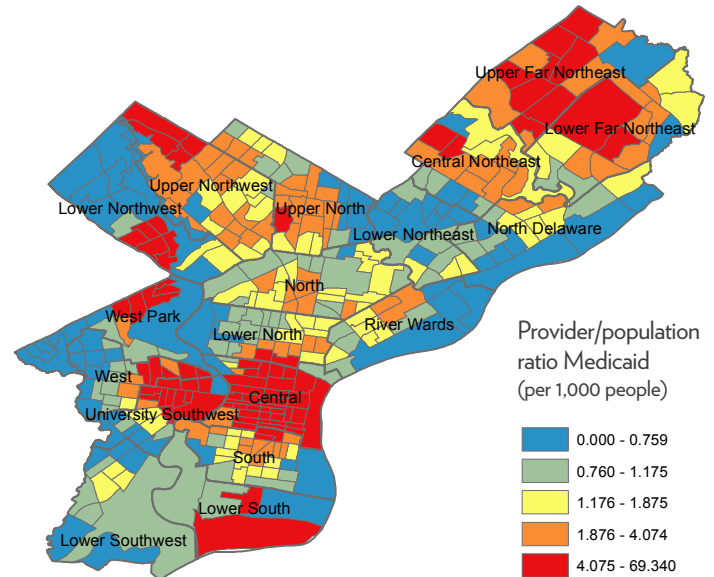 Upper Far Northeast
Lower Far Northeast
Central Northeast
Upper Northwest
Lower Northwest
Upper North
Lower Northeast
North Delaware
North
West Park
Lower North
River Wards
West
Central
University Southwest
South
Lower South
Lower Southwest
Provider/population
ratio Medicaid
(per 1,000 people)
0.000 - 0.759
0.760 - 1.175
1.176 - 1.875
1.876 - 4.074
4.075 - 69.340